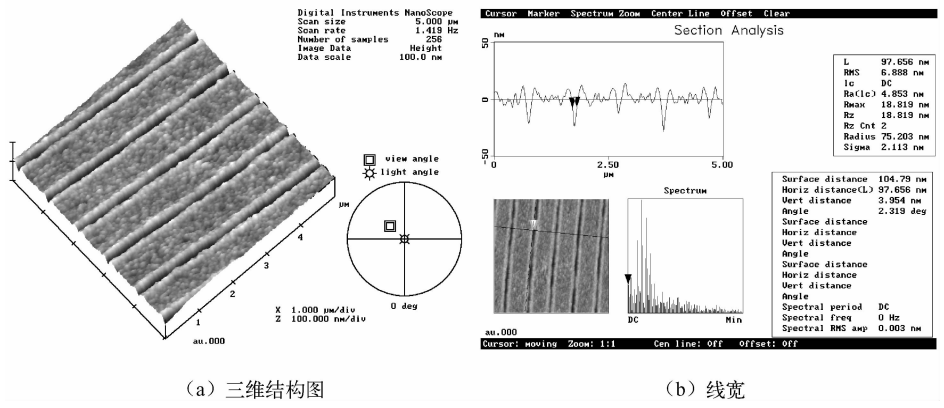 Digital Instruments NanoScope
Scan size 5.000 µm
Scan rate 1.419 Hz
Number of samples 256
Image Data Height
Data scale 100.0 nm
view angle
light angle
0 deg
µm
4
3
2
1
X 1.000 µm/div
Z 100.000 nm/div
au.000
(a) 三维结构图
Cursor Marker Spectrum Zoom Center Line Offset Clear
Section Analysis
nm
50
0
-50
0 2.50 5.00
µm
L 97.656 nm
RMS 6.888 nm
lc DC
Ra(lc) 4.853 nm
Rmax 18.819 nm
Rz 18.819 nm
Rz Cnt 2
Radius 75.203 nm
Sigma 2.113 nm
Spectrum
DC Min
Surface distance 104.79 nm
Horiz distance(L) 97.656 nm
Vert distance 3.954 nm
Angle 2.319 deg
Surface distance
Horiz distance
Vert distance
Angle
Surface distance
Horiz distance
Vert distance
Angle
Spectral period DC
Spectral freq 0 Hz
Spectral RMS amp 0.003 nm
au.000
Cursor: moving Zoom: 1:1 Cen line: Off Offset: Off
(b) 线宽